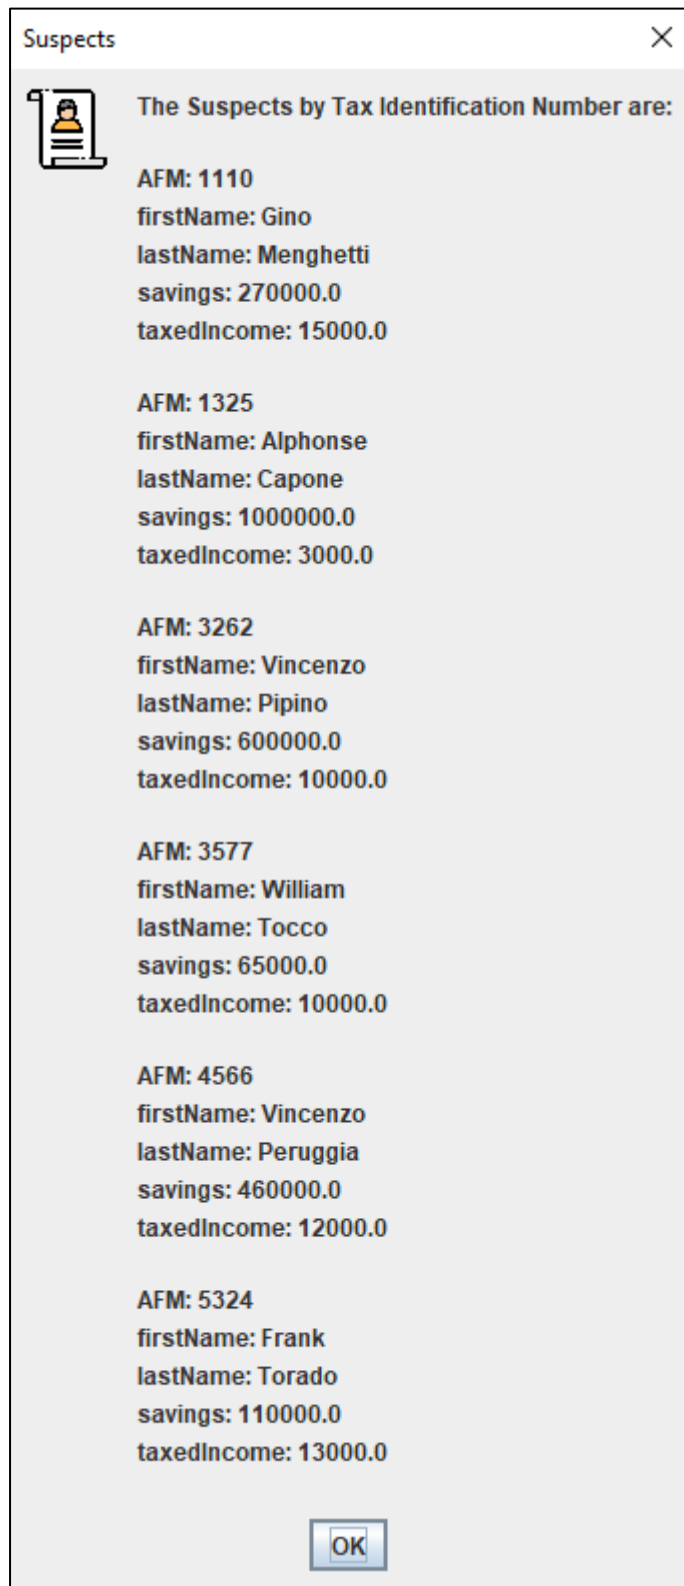 Suspects
The Suspects by Tax Identification Number are:
AFM: 1110
firstName: Gino
lastName: Menghetti
savings: 270000.0
taxedIncome: 15000.0
AFM: 1325
firstName: Alphonse
lastName: Capone
savings: 1000000.0
taxedIncome: 3000.0
AFM: 3262
firstName: Vincenzo
lastName: Pipino
savings: 600000.0
taxedIncome: 10000.0
AFM: 3577
firstName: William
lastName: Tocco
savings: 65000.0
taxedIncome: 10000.0
AFM: 4566
firstName: Vincenzo
lastName: Peruggia
savings: 460000.0
taxedIncome: 12000.0
AFM: 5324
firstName: Frank
lastName: Torado
savings: 110000.0
taxedIncome: 13000.0
OK